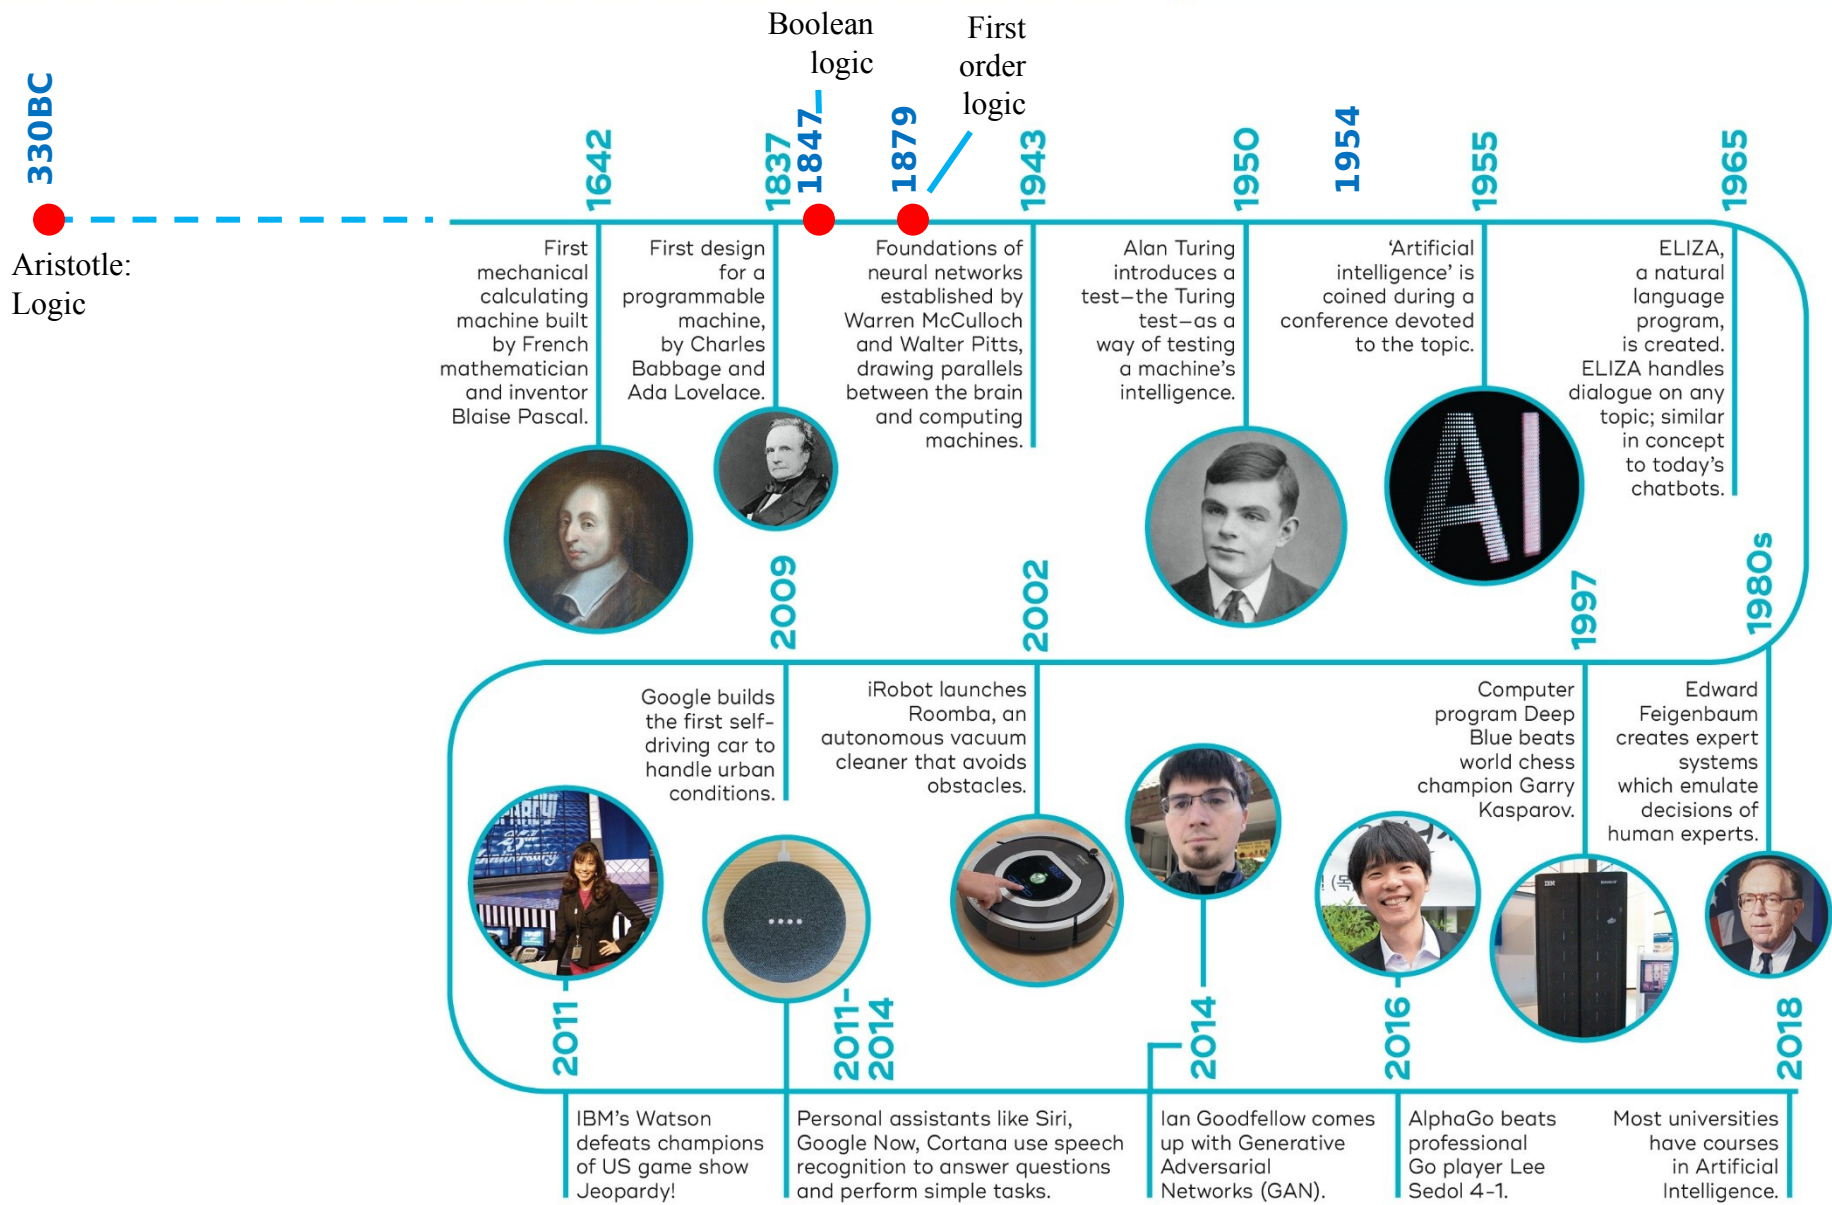 Boolean
logic
First
order
logic
330BC
1642
1837
1847
1879
1943
1950
1954
1955
1965
Aristotle:
Logic
First
mechanical
calculating
machine built
by French
mathematician
and inventor
Blaise Pascal.
First design
for a
programmable
machine,
by Charles
Babbage and
Ada Lovelace.
Foundations of
neural networks
established by
Warren McCulloch
and Walter Pitts,
drawing parallels
between the brain
and computing
machines.
Alan Turing
introduces a
test—the Turing
test—as a
way of testing
a machine's
intelligence.
'Artificial
intelligence' is
coined during a
conference devoted
to the topic.
ELIZA,
a natural
language
program,
is created.
ELIZA handles
dialogue on any
topic; similar
in concept
to today's
chatbots.
AI
1980s
Edward
Feigenbaum
creates expert
systems
which emulate
decisions of
human experts.
1997
Computer
program Deep
Blue beats
world chess
champion Garry
Kasparov.
IBM
2002
iRobot launches
Roomba, an
autonomous vacuum
cleaner that avoids
obstacles.
2009
Google builds
the first self-
driving car to
handle urban
conditions.
2011
IBM's Watson
defeats champions
of US game show
Jeopardy!
2011-
2014
Personal assistants like Siri,
Google Now, Cortana use speech
recognition to answer questions
and perform simple tasks.
2014
Ian Goodfellow comes
up with Generative
Adversarial
Networks (GAN).
2016
AlphaGo beats
professional
Go player Lee
Sedol 4-1.
2018
Most universities
have courses
in Artificial
Intelligence.